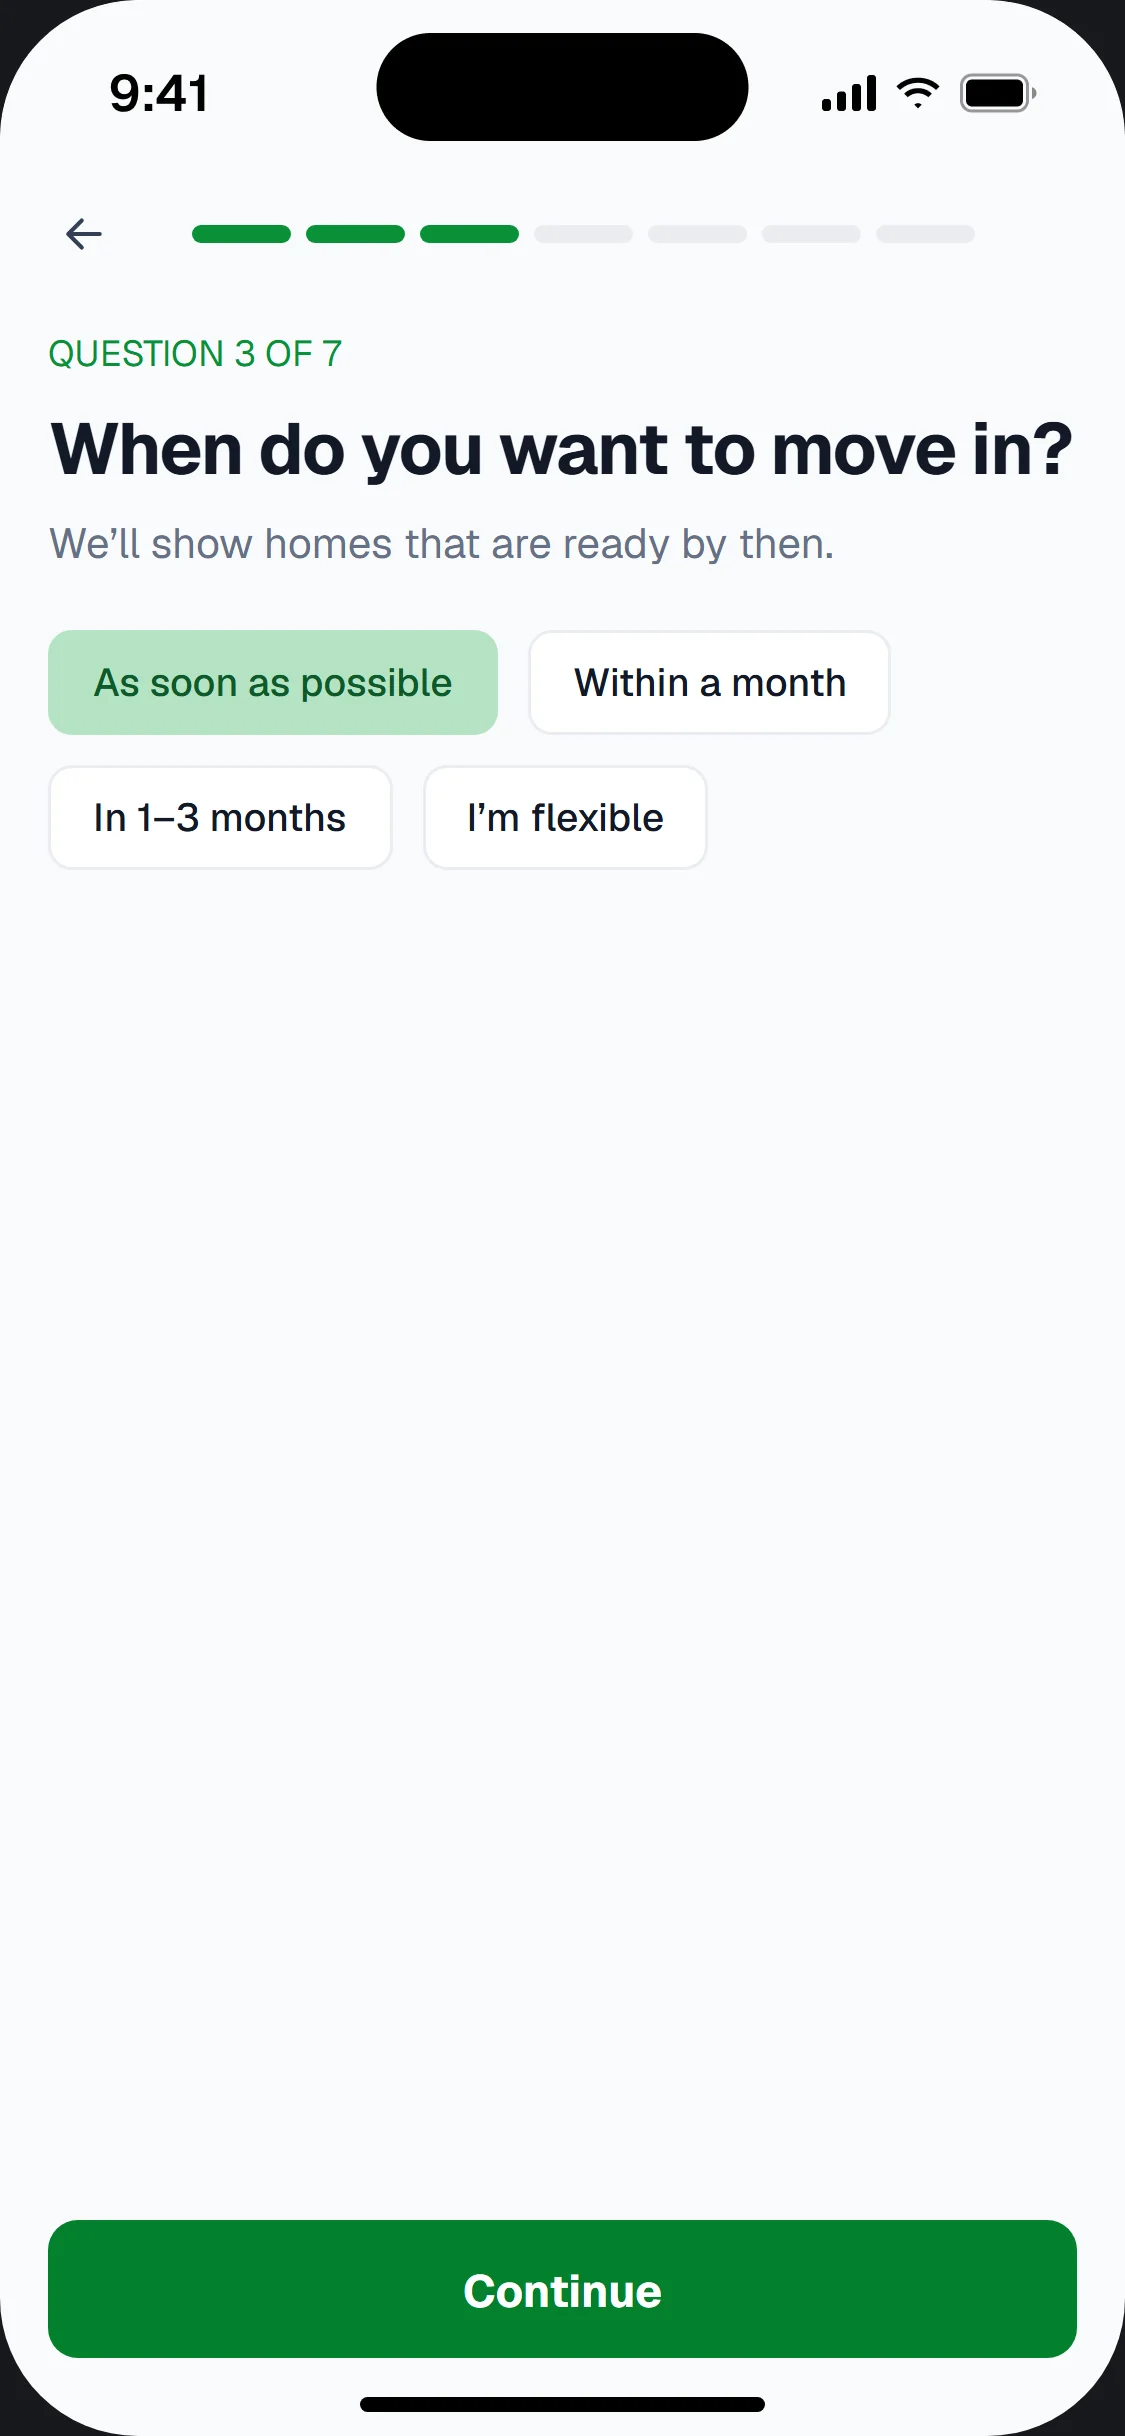 9:41
QUESTION 3 OF 7
When do you want to move in?
We’ll show homes that are ready by then.
As soon as possible
Within a month
In 1–3 months
I’m flexible
Continue